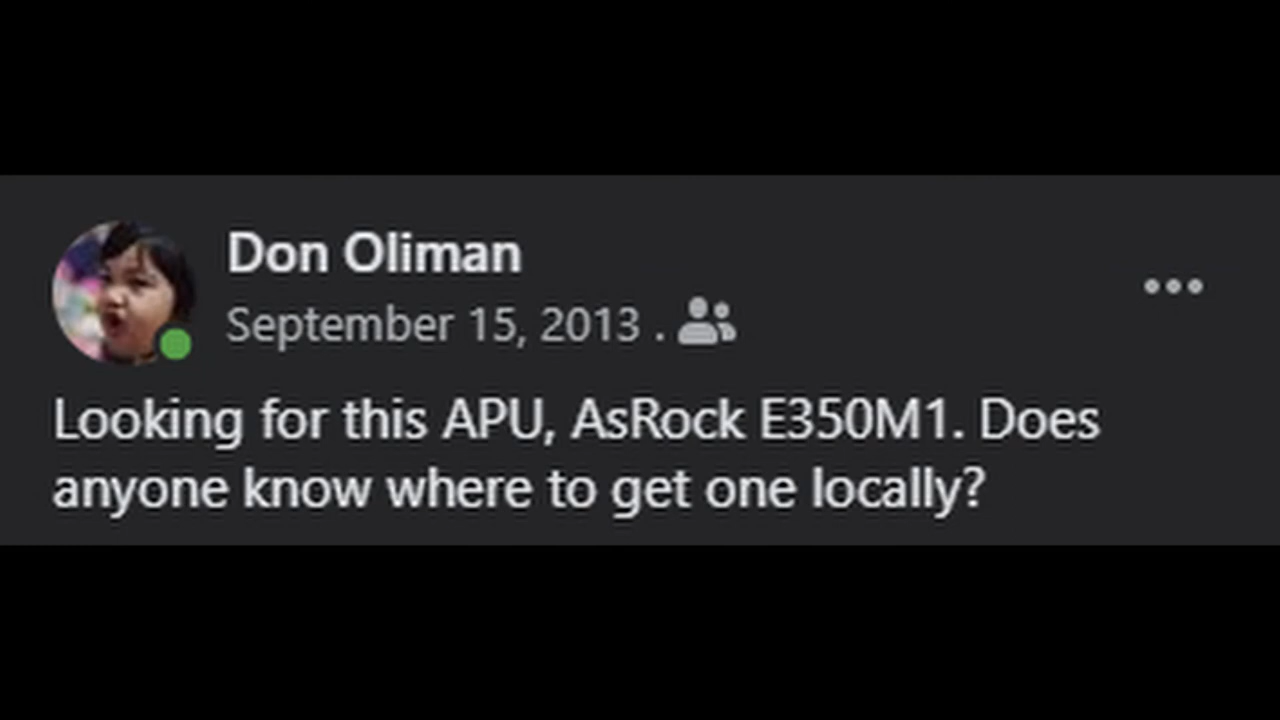 Don Oliman
September 15, 2013 .
Looking for this APU, AsRock E350M1. Does
anyone know where to get one locally?